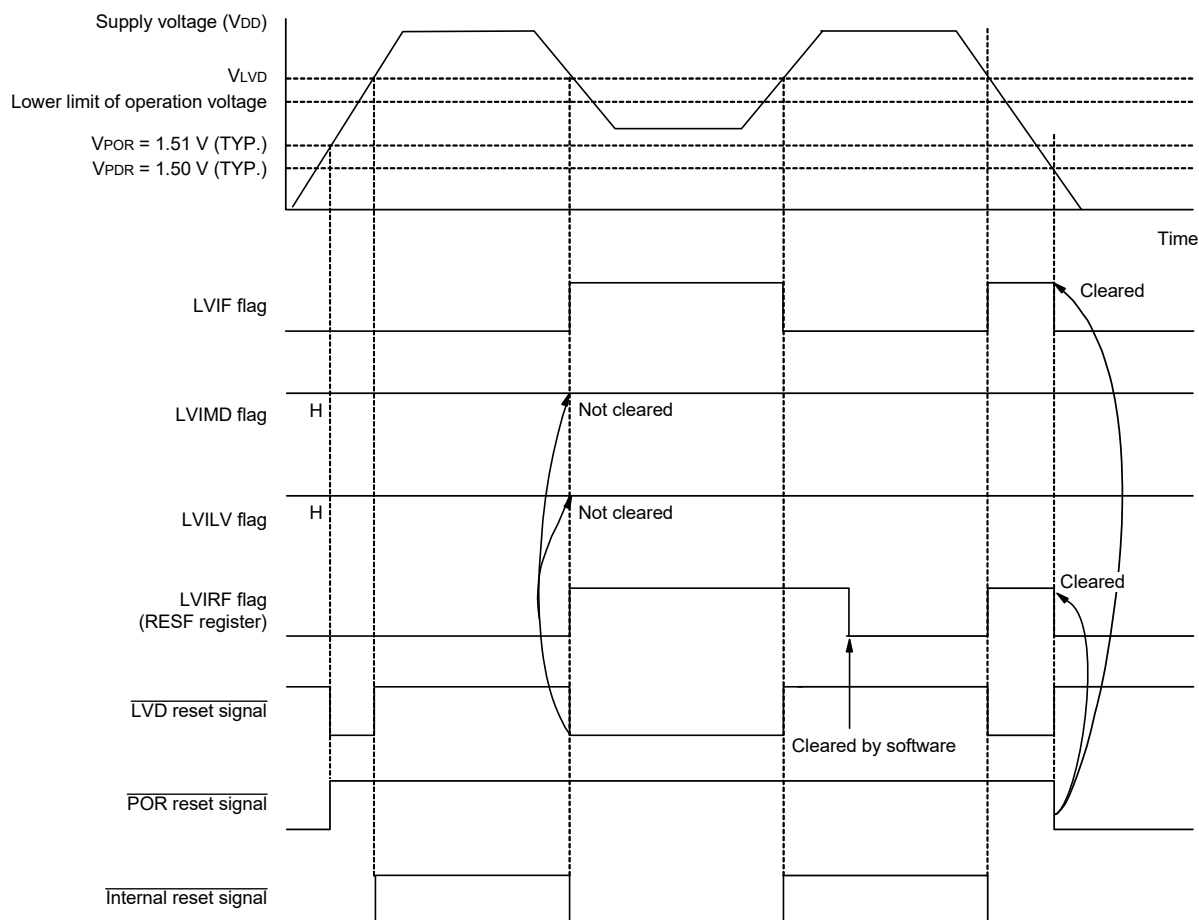 Supply voltage (VDD)
VLVD
Lower limit of operation voltage
VPOR = 1.51 V (TYP.)
VPDR = 1.50 V (TYP.)
Time
LVIF flag
Cleared
LVIMD flag
H
Not cleared
LVILV flag
H
Not cleared
LVIRF flag
(RESF register)
Cleared
LVD reset signal
Cleared by software
POR reset signal
Internal reset signal